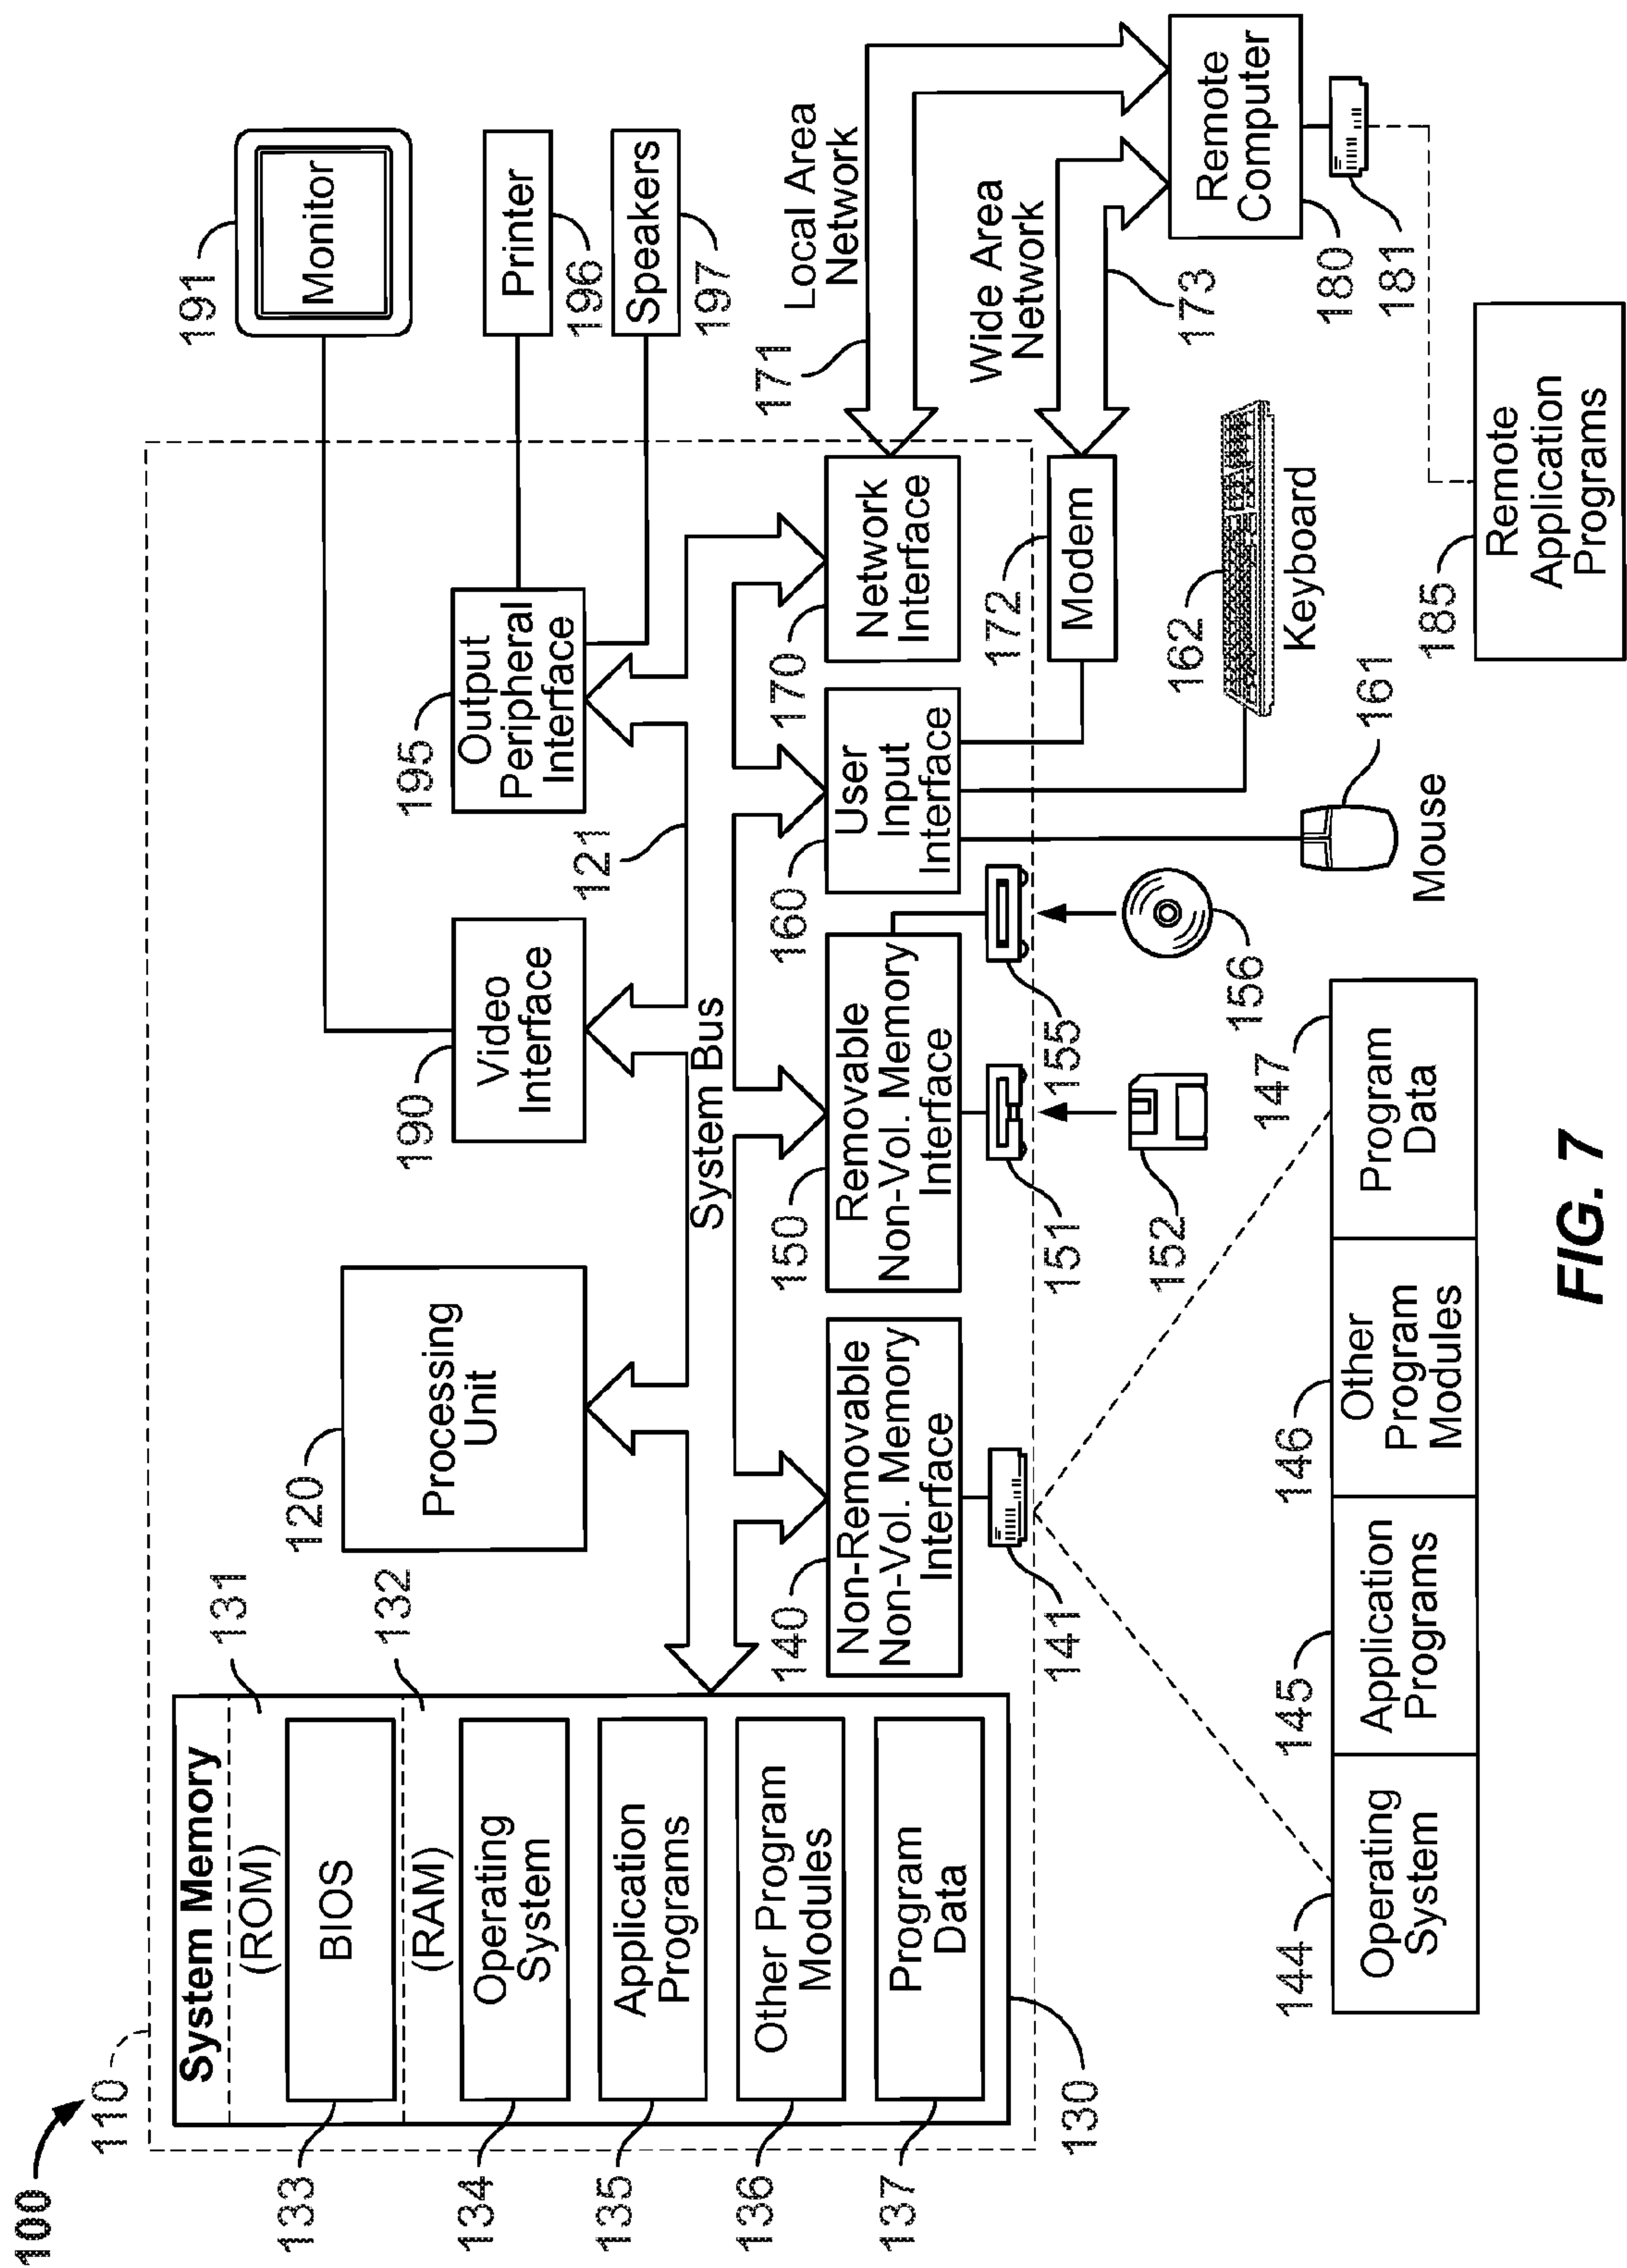 100
110
System Memory
(ROM)
131
BIOS
133
(RAM)
132
Operating
System
134
Application
Programs
135
Other Program
Modules
136
Program
Data
137
130
120
Processing
Unit
190
Video
Interface
195
Output
Peripheral
Interface
191
Monitor
Printer
196
Speakers
197
121
System Bus
140
Non-Removable
Non-Vol. Memory
Interface
141
150
Removable
Non-Vol. Memory
Interface
151
155
152
156
160
User
Input
Interface
170
Network
Interface
172
Modem
171
Local Area
Network
Wide Area
Network
173
Remote
Computer
180
181
162
Keyboard
161
Mouse
185
Remote
Application
Programs
144
Operating
System
145
Application
Programs
146
Other
Program
Modules
147
Program
Data
FIG. 7